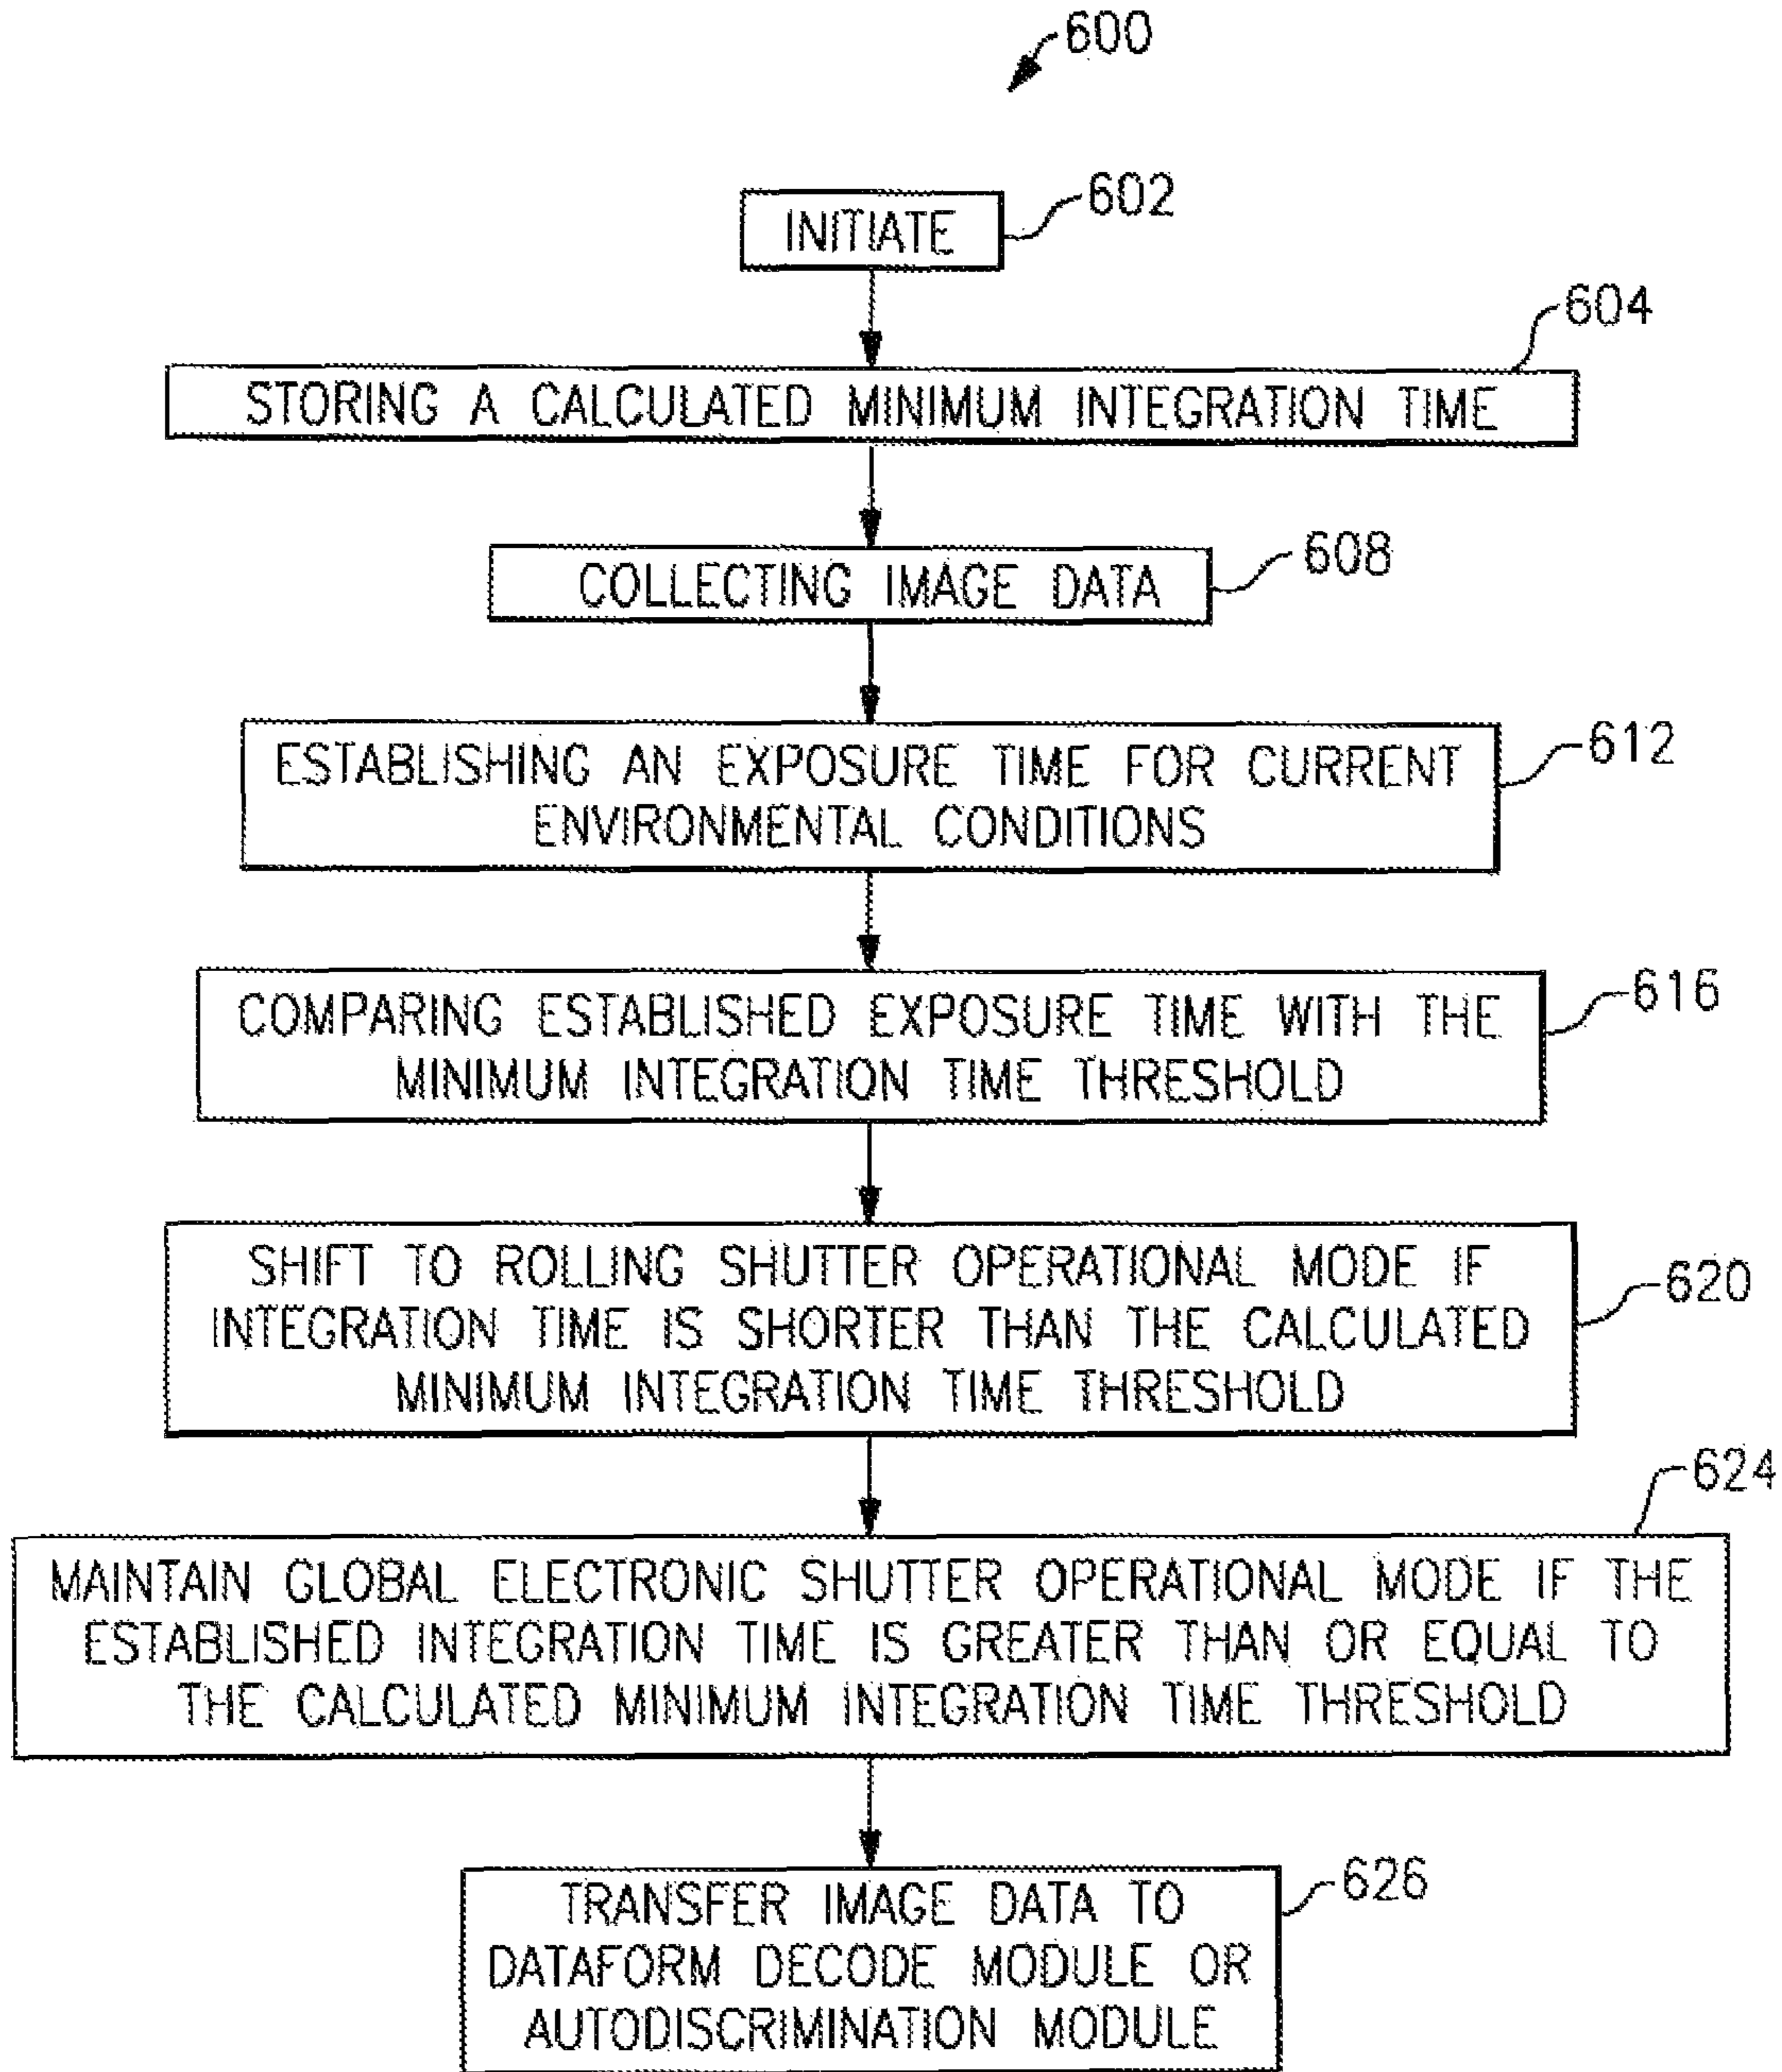 600
INITIATE
602
STORING A CALCULATED MINIMUM INTEGRATION TIME
604
COLLECTING IMAGE DATA
608
ESTABLISHING AN EXPOSURE TIME FOR CURRENT
ENVIRONMENTAL CONDITIONS
612
COMPARING ESTABLISHED EXPOSURE TIME WITH THE
MINIMUM INTEGRATION TIME THRESHOLD
616
SHIFT TO ROLLING SHUTTER OPERATIONAL MODE IF
INTEGRATION TIME IS SHORTER THAN THE CALCULATED
MINIMUM INTEGRATION TIME THRESHOLD
620
MAINTAIN GLOBAL ELECTRONIC SHUTTER OPERATIONAL MODE IF THE
ESTABLISHED INTEGRATION TIME IS GREATER THAN OR EQUAL TO
THE CALCULATED MINIMUM INTEGRATION TIME THRESHOLD
624
TRANSFER IMAGE DATA TO
DATAFORM DECODE MODULE OR
AUTODISCRIMINATION MODULE
626